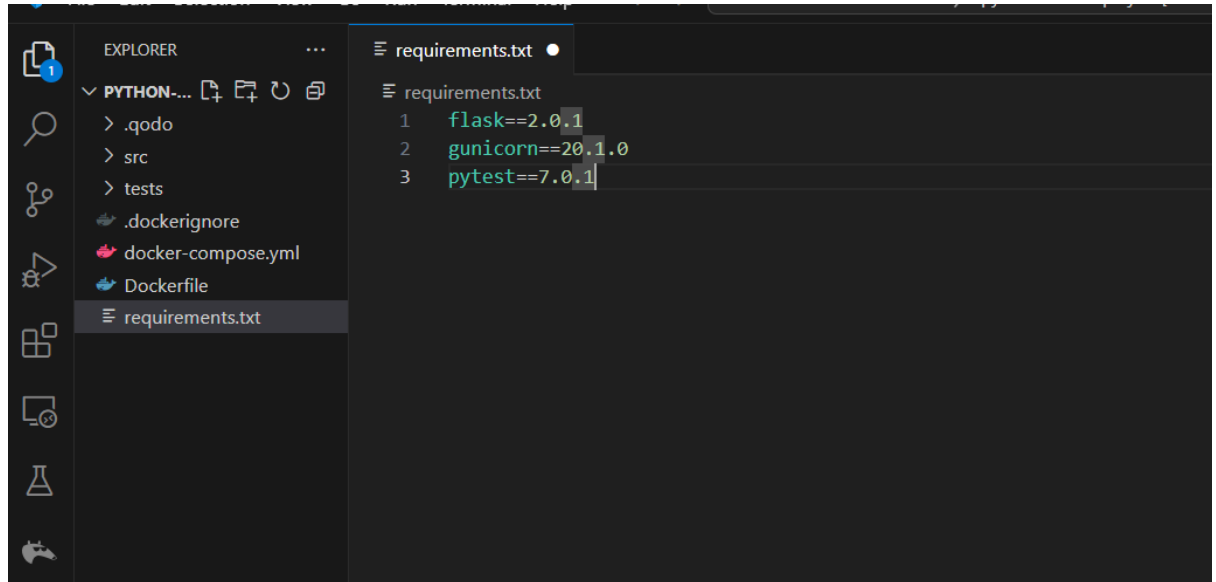 EXPLORER
requirements.txt
PYTHON-...
requirements.txt
.qodo
1 flask==2.0.1
src
2 gunicorn==20.1.0
tests
3 pytest==7.0.1
.dockerignore
docker-compose.yml
Dockerfile
requirements.txt
1